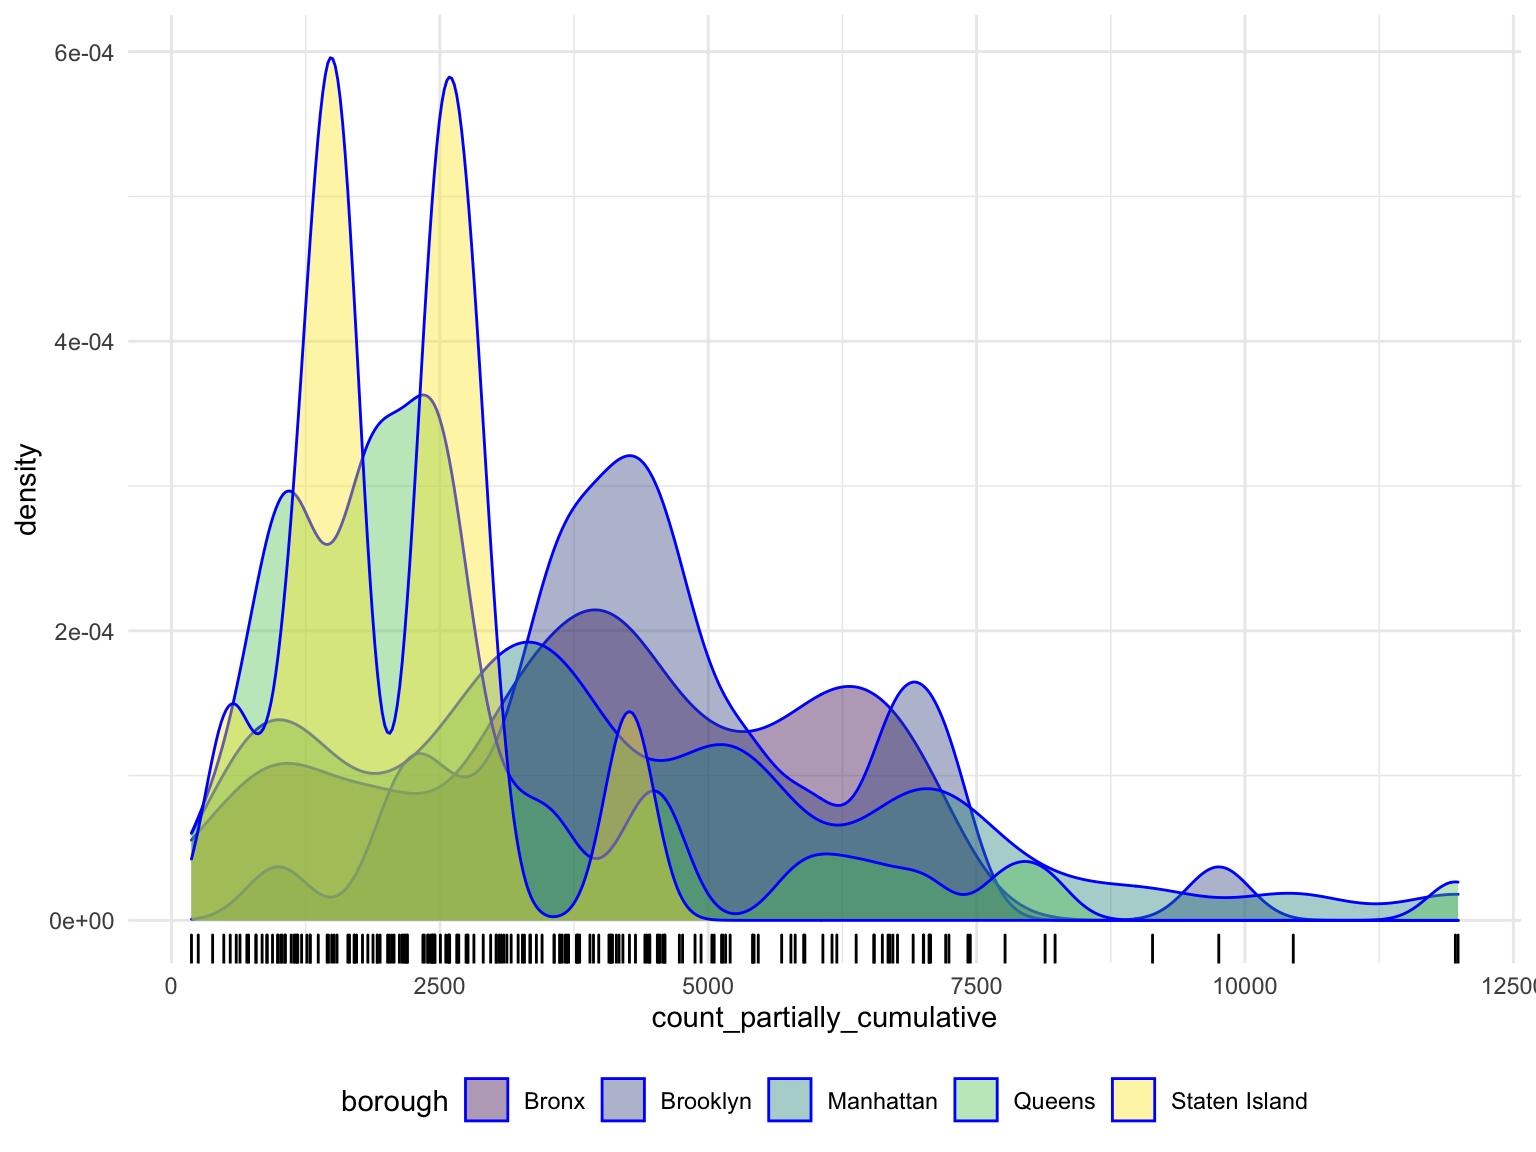 6e-04
4e-04
2e-04
0e+00
density
0 2500 5000 7500 10000 12500
count_partially_cumulative
borough Bronx Brooklyn Manhattan Queens Staten Island